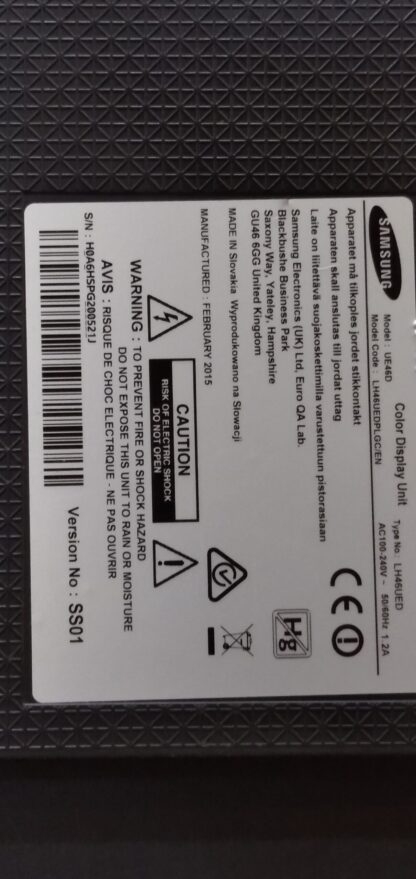 SAMSUNG
Color Display Unit
Model : UE46D
Type No.: LH46UED
Model Code : LH46UEDPLGC/EN
AC100-240V ~ 50/60Hz 1.2A
Apparatet må tilkoples jordet stikkontakt
Apparaten skall anslutas till jordat uttag
Laite on liitettävä suojakoskettimilla varustettuun pistorasiaan
Samsung Electronics (UK) Ltd, Euro QA Lab.
Blackbushe Business Park
Saxony Way, Yateley, Hampshire
GU46 6GG United Kingdom
CE
Hg
MADE IN Slovakia Wyprodukowano na Słowacji
MANUFACTURED : FEBRUARY 2015
CAUTION
RISK OF ELECTRIC SHOCK
DO NOT OPEN
WARNING : TO PREVENT FIRE OR SHOCK HAZARD
DO NOT EXPOSE THIS UNIT TO RAIN OR MOISTURE
AVIS : RISQUE DE CHOC ELECTRIQUE - NE PAS OUVRIR
S/N : H0A6H5PG200521J
Version No : SS01